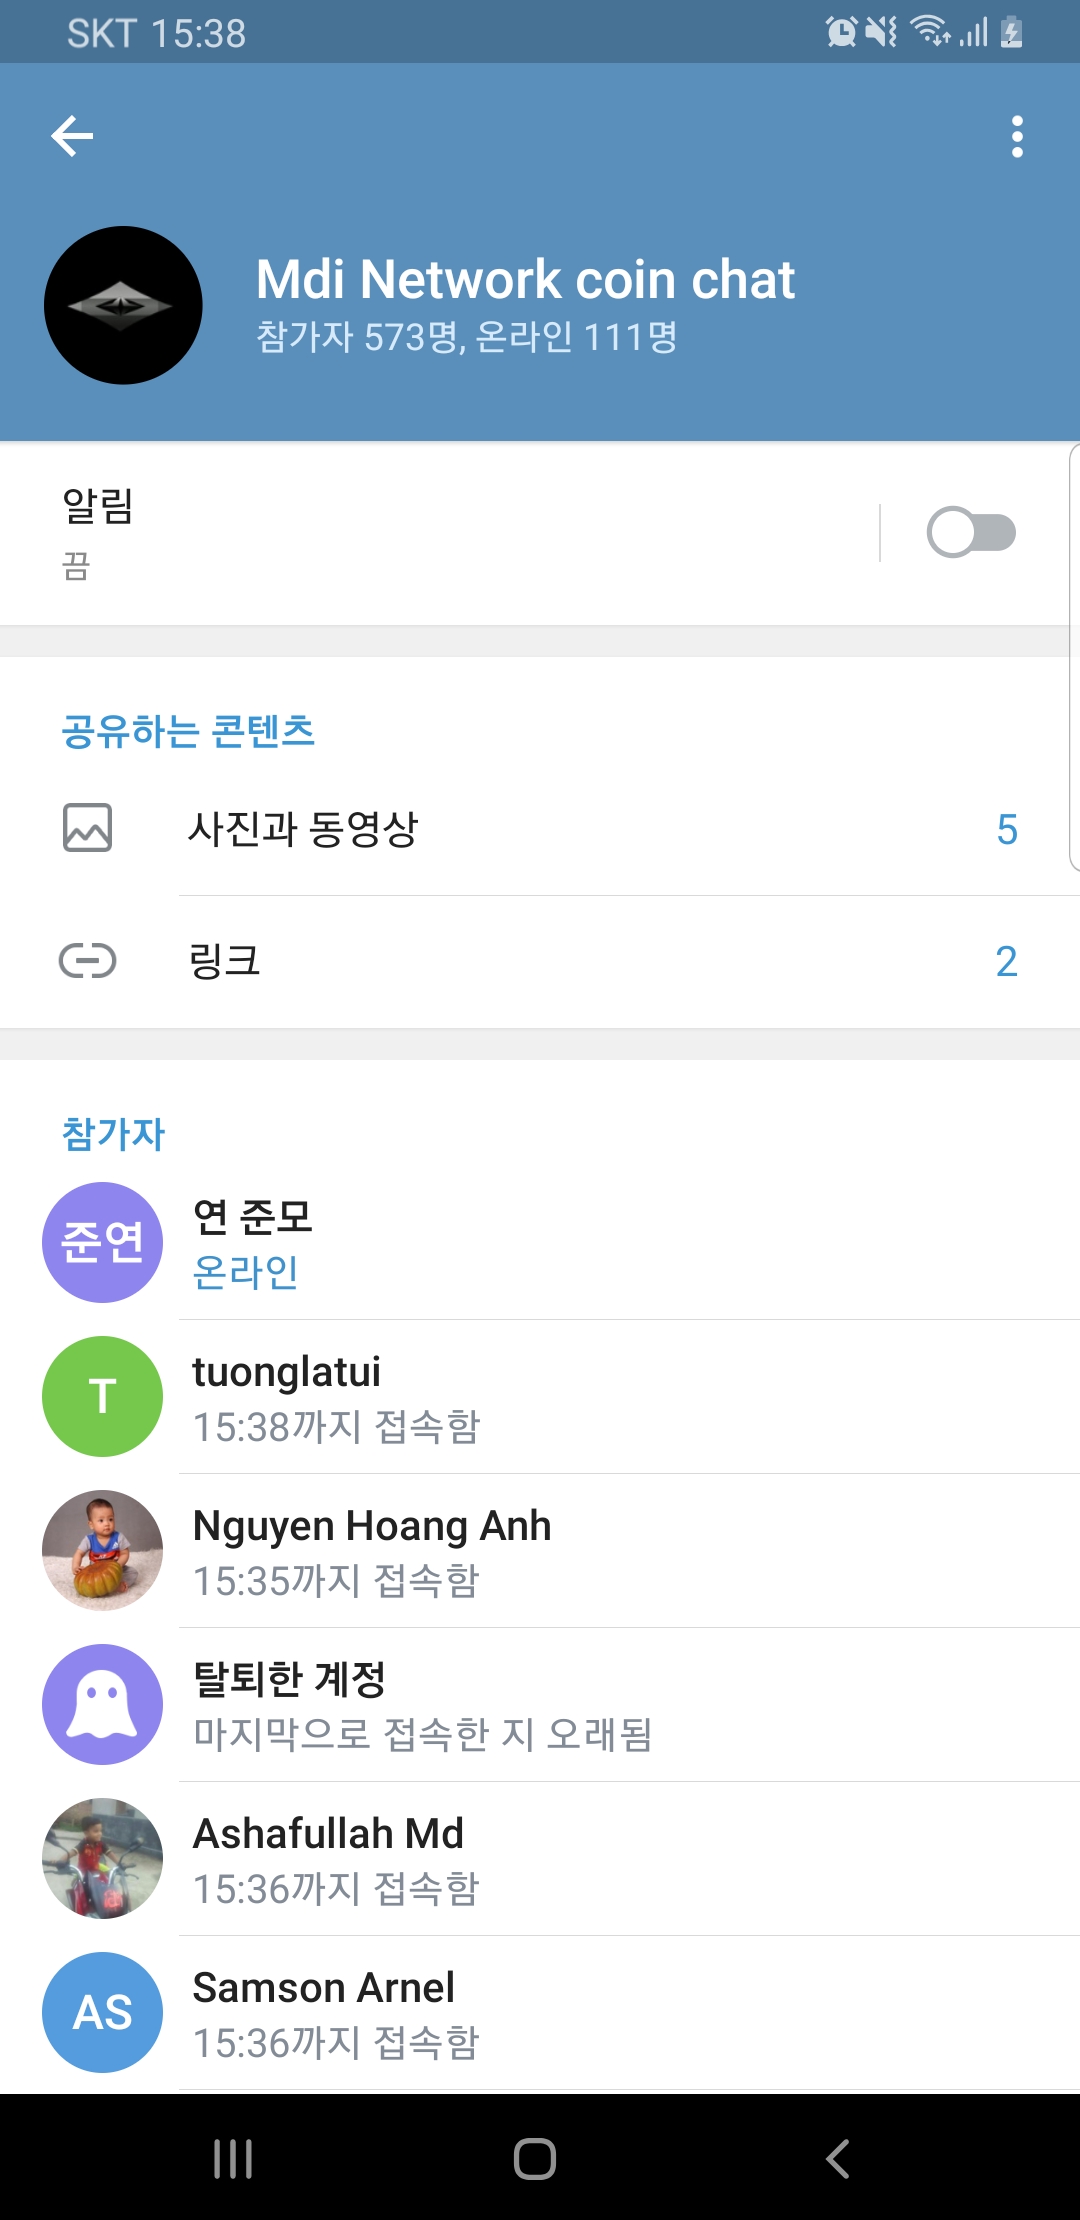 SKT 15:38
Mdi Network coin chat
참가자 573명, 온라인 111명
알림
끔
공유하는 콘텐츠
사진과 동영상 5
링크 2
참가자
준연
연 준모
온라인
T
tuonglatui
15:38까지 접속함
Nguyen Hoang Anh
15:35까지 접속함
탈퇴한 계정
마지막으로 접속한 지 오래됨
Ashafullah Md
15:36까지 접속함
AS
Samson Arnel
15:36까지 접속함